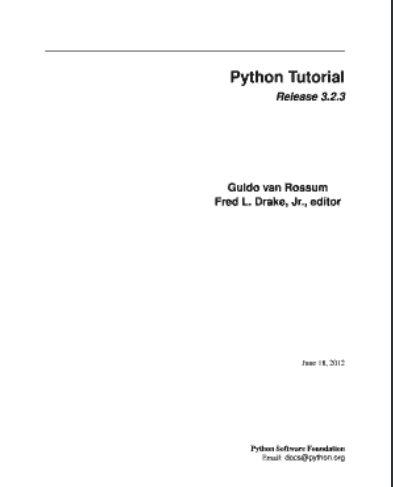 Python Tutorial
Release 3.2.3
Guido van Rossum
Fred L. Drake, Jr., editor
June 18, 2012
Python Software Foundation
Email: docs@python.org